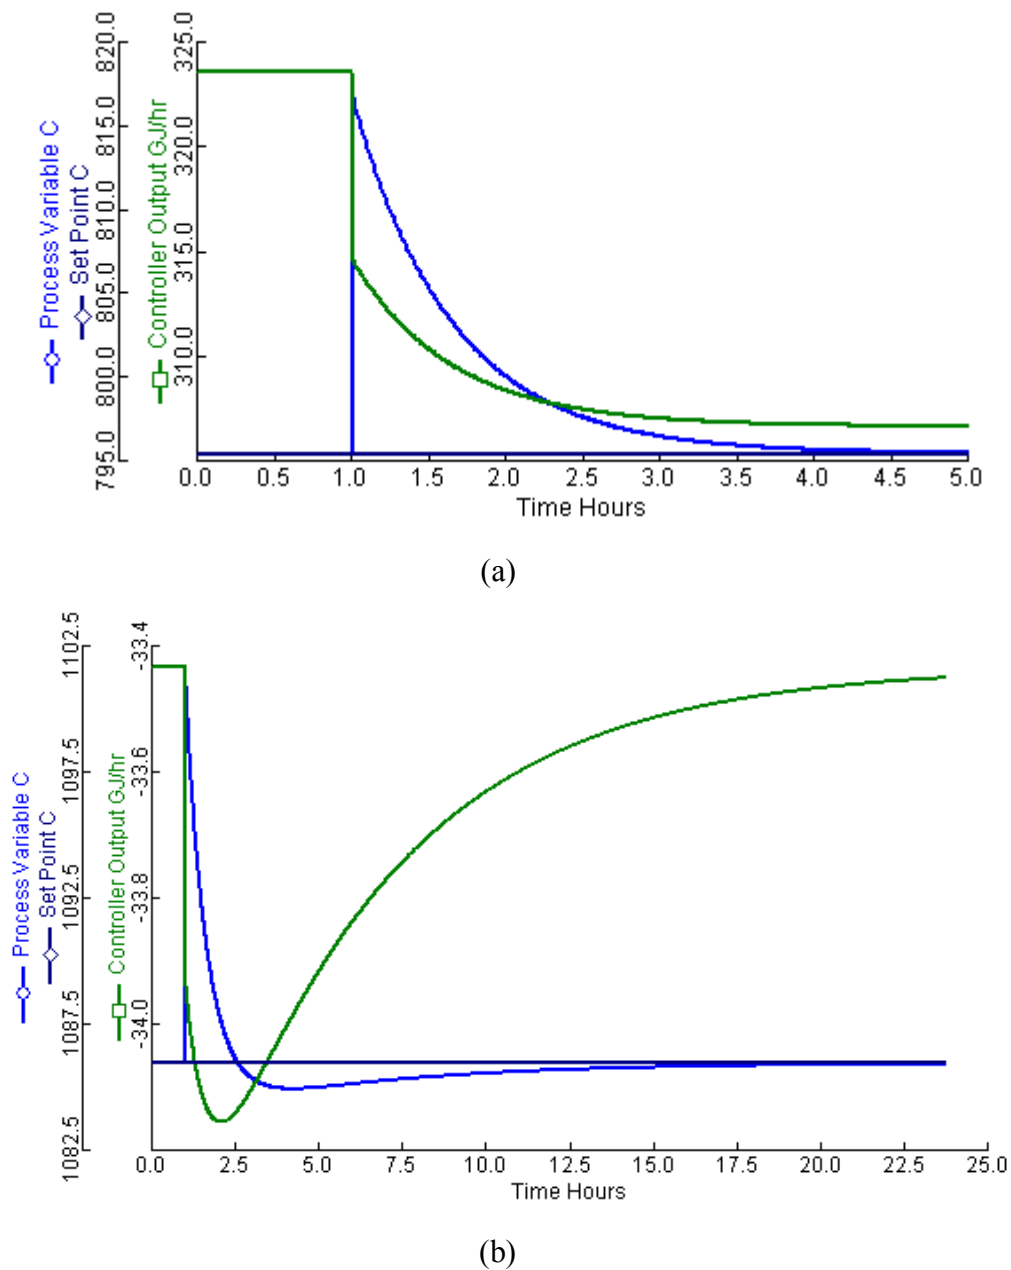 Process Variable C
Set Point C
795.0 800.0 805.0 810.0 815.0 820.0
Controller Output GJ/hr
310.0 315.0 320.0 325.0
0.0 0.5 1.0 1.5 2.0 2.5 3.0 3.5 4.0 4.5 5.0
Time Hours
(a)
Process Variable C
Set Point C
1082.5 1087.5 1092.5 1097.5 1102.5
Controller Output GJ/hr
-34.0 -33.8 -33.6 -33.4
0.0 2.5 5.0 7.5 10.0 12.5 15.0 17.5 20.0 22.5 25.0
Time Hours
(b)